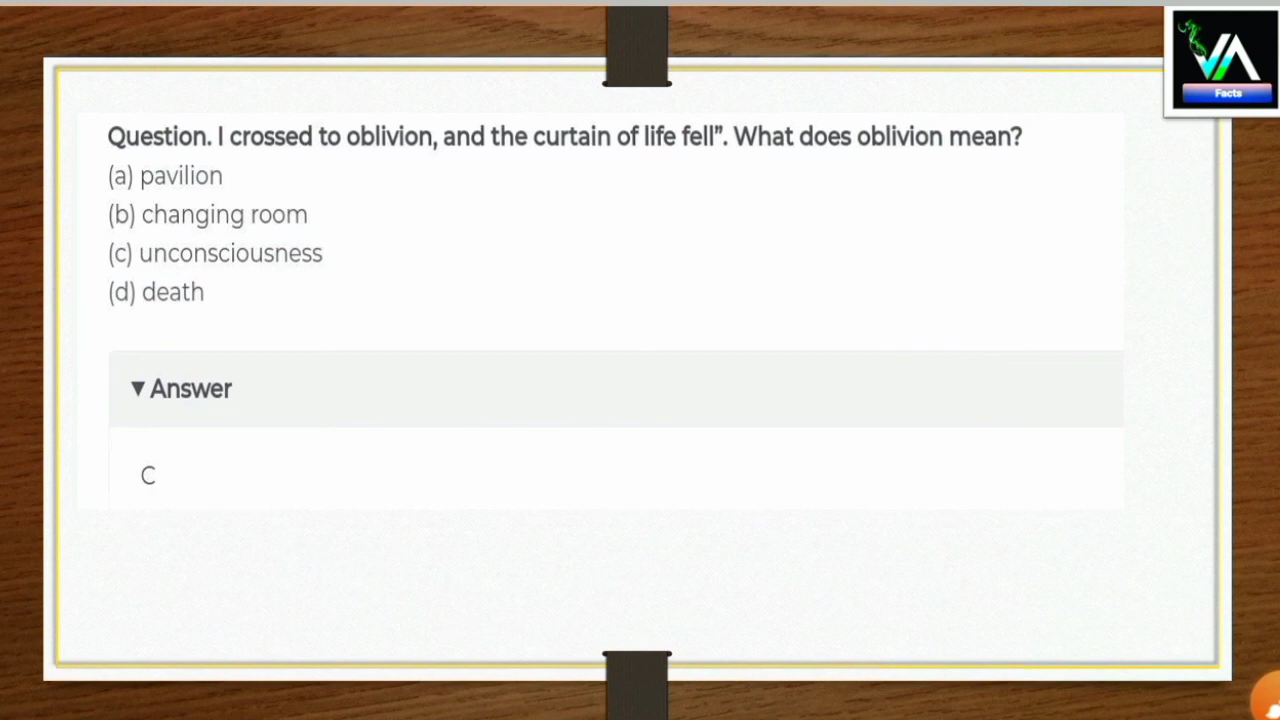 Facts
Question. I crossed to oblivion, and the curtain of life fell”. What does oblivion mean?
(a) pavilion
(b) changing room
(c) unconsciousness
(d) death
▼ Answer
C